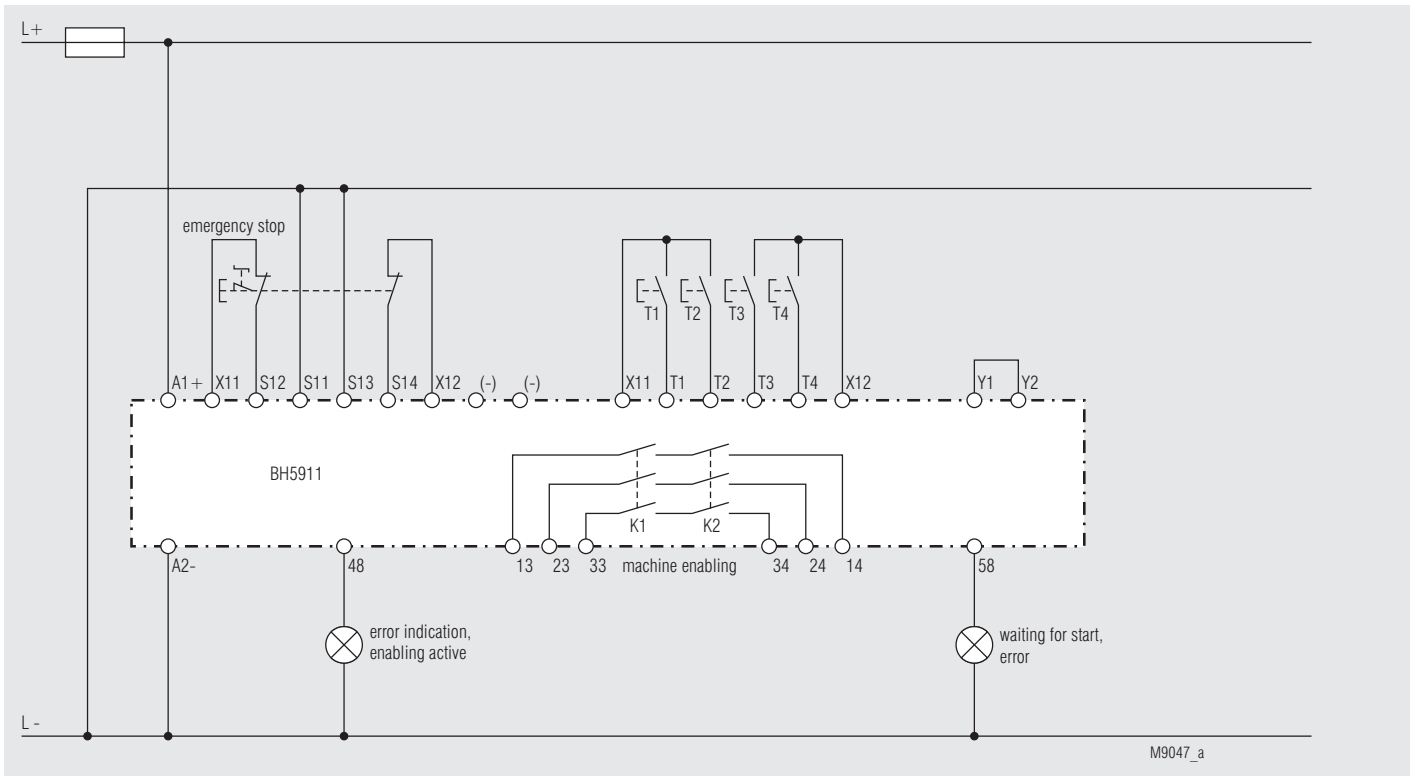 L+
emergency stop
T1 T2 T3 T4
A1+ X11 S12 S11 S13 S14 X12 (-) (-) X11 T1 T2 T3 T4 X12 Y1 Y2
BH5911
K1 K2
A2- 48 13 23 33 machine enabling 34 24 14 58
error indication,
enabling active
waiting for start,
error
L -
M9047_a